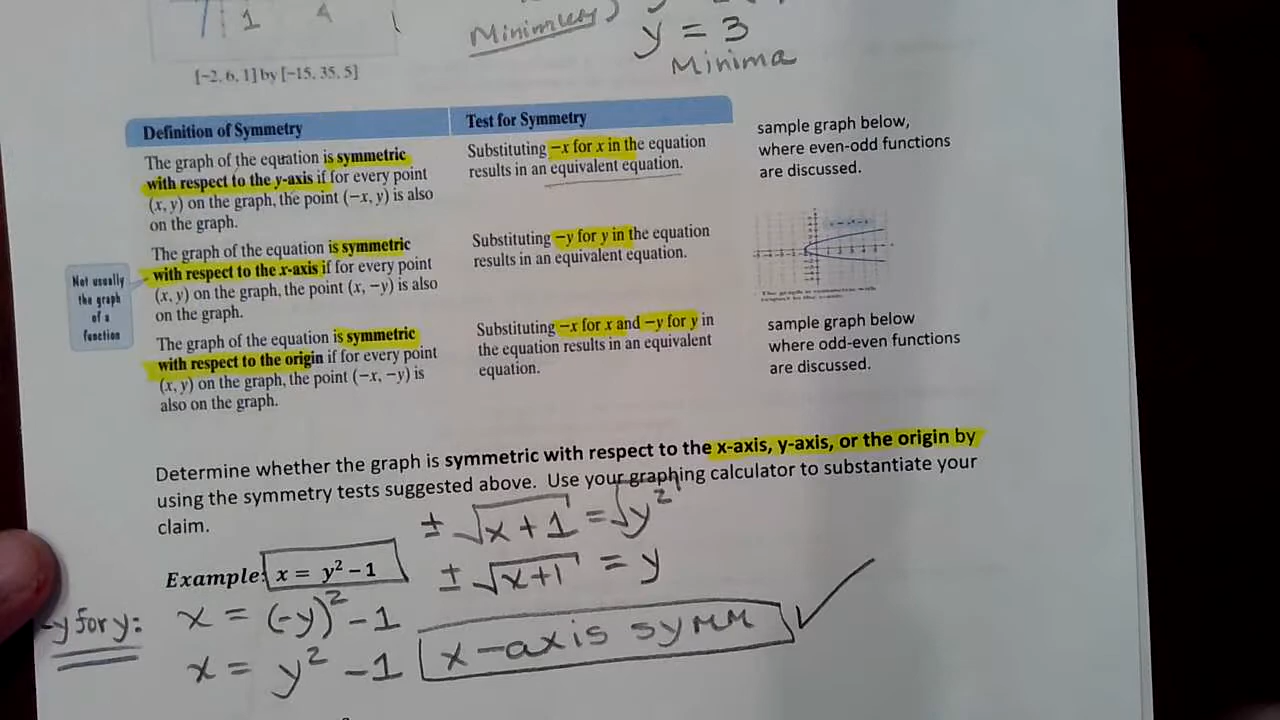 1
Minimum
y = 3
Minima
[−2, 6, 1] by [−15, 35, 5]
Definition of Symmetry
Test for Symmetry
The graph of the equation is symmetric
with respect to the y-axis if for every point
(x, y) on the graph, the point (−x, y) is also
on the graph.
Substituting −x for x in the equation
results in an equivalent equation.
sample graph below,
where even-odd functions
are discussed.
Not usually
the graph
of a
function
The graph of the equation is symmetric
with respect to the x-axis if for every point
(x, y) on the graph, the point (x, −y) is also
on the graph.
Substituting −y for y in the equation
results in an equivalent equation.
The graph of the equation is symmetric
with respect to the origin if for every point
(x, y) on the graph, the point (−x, −y) is
also on the graph.
Substituting −x for x and −y for y in
the equation results in an equivalent
equation.
sample graph below
where odd-even functions
are discussed.
Determine whether the graph is symmetric with respect to the x-axis, y-axis, or the origin by
using the symmetry tests suggested above. Use your graphing calculator to substantiate your
claim.
± √x + 1 = √y²
Example: x = y² − 1
± √x+1 = y
-y for y:
x = (-y)² - 1
x = y² - 1
x-axis symm